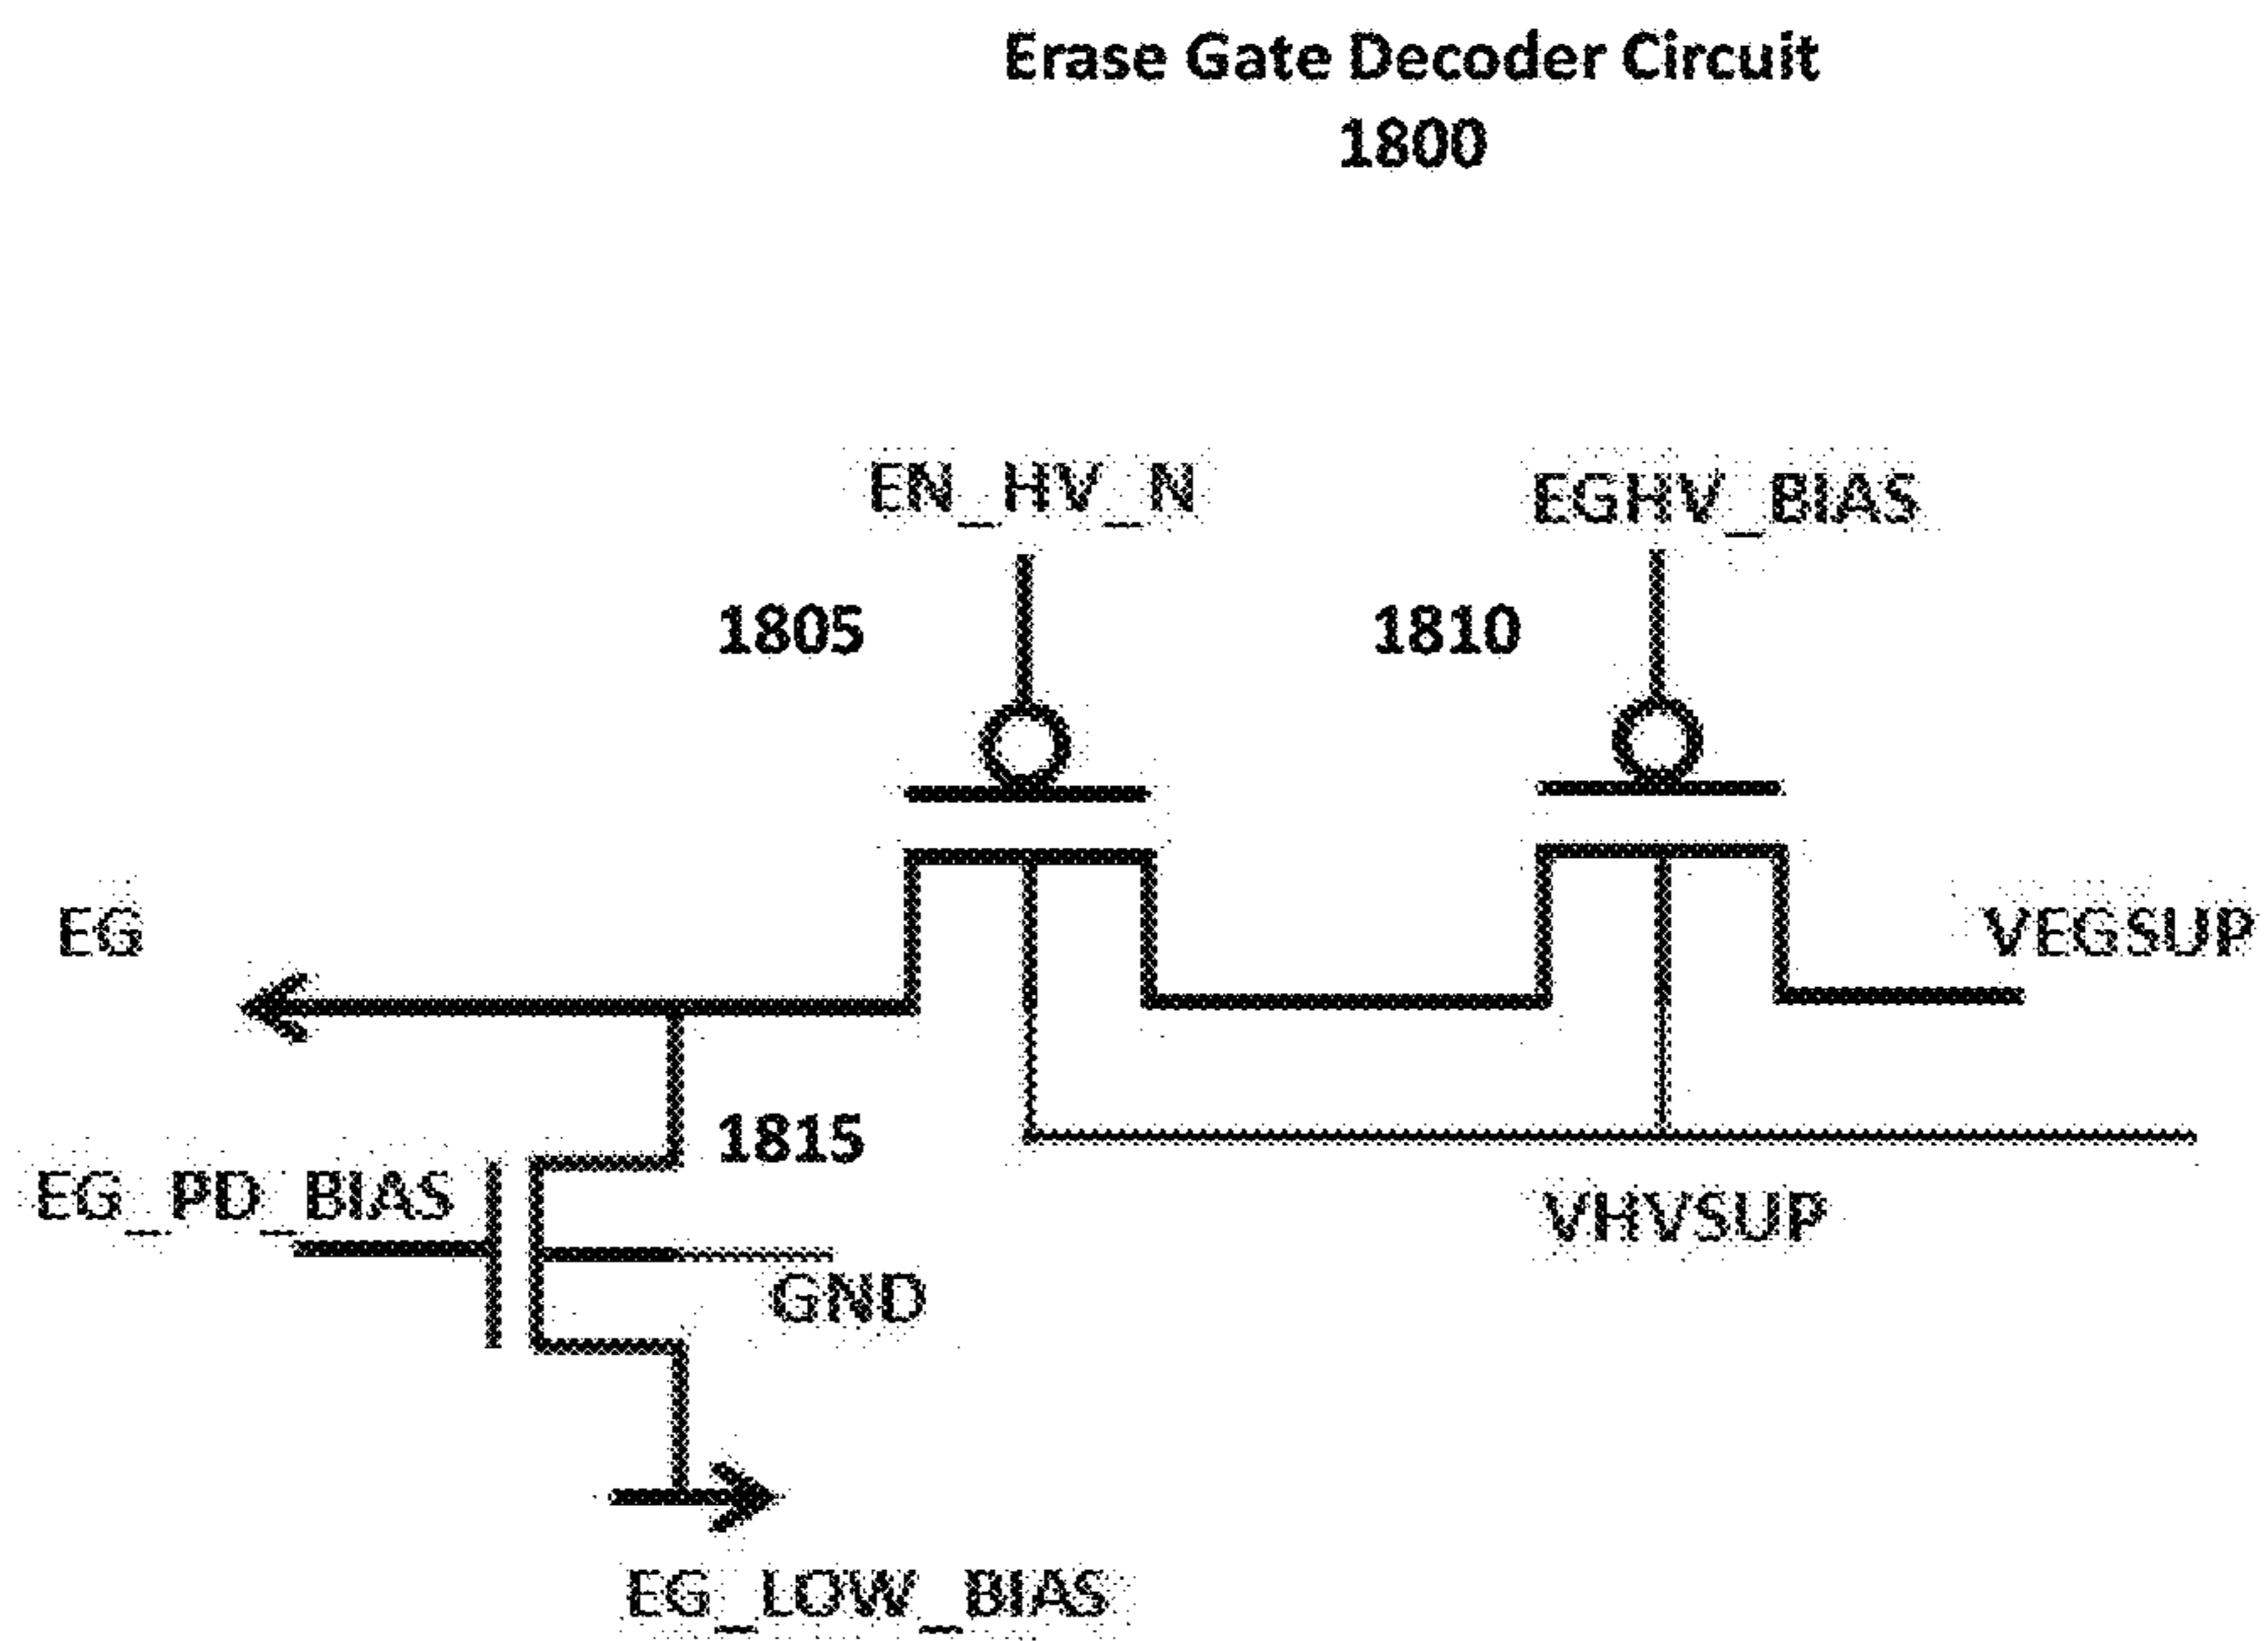 Erase Gate Decoder Circuit
1800
EN_HV_N
EGHV_BIAS
1805
1810
EG
VEGSUP
1815
EG_PD_BIAS
VHVSUP
GND
EG_LOW_BIAS